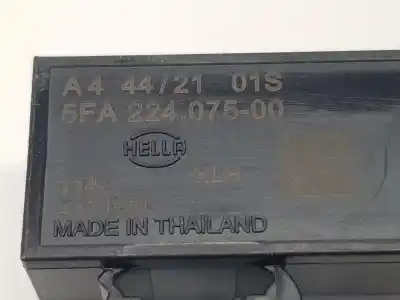 A4 44/21 01S
5FA 224.075-00
HELLA
MADE IN THAILAND